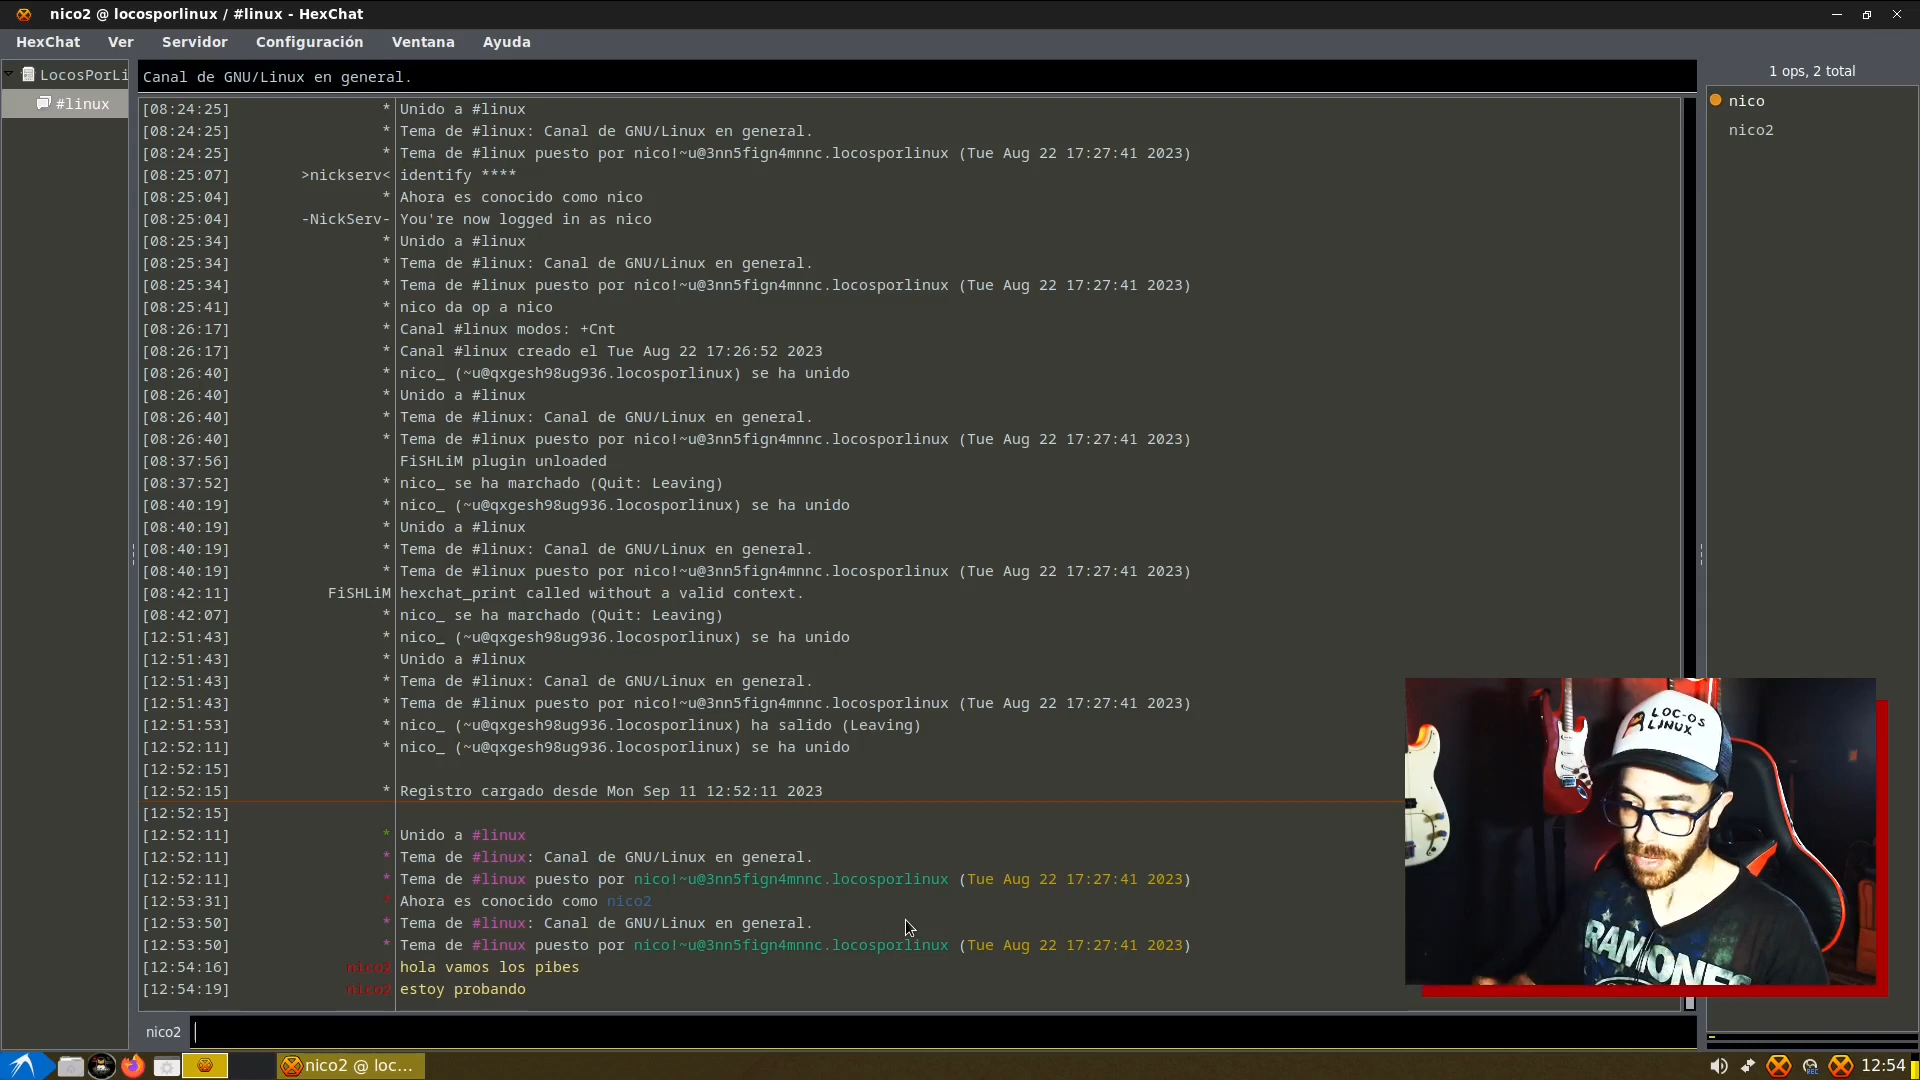 nico2 @ locosporlinux / #linux - HexChat
HexChat Ver Servidor Configuración Ventana Ayuda
LocosPorLi
#linux
Canal de GNU/Linux en general.
1 ops, 2 total
nico
nico2
[08:24:25] * Unido a #linux
[08:24:25] * Tema de #linux: Canal de GNU/Linux en general.
[08:24:25] * Tema de #linux puesto por nico!~u@3nn5fign4mnnc.locosporlinux (Tue Aug 22 17:27:41 2023)
[08:25:07] >nickserv< identify ****
[08:25:04] * Ahora es conocido como nico
[08:25:04] -NickServ- You're now logged in as nico
[08:25:34] * Unido a #linux
[08:25:34] * Tema de #linux: Canal de GNU/Linux en general.
[08:25:34] * Tema de #linux puesto por nico!~u@3nn5fign4mnnc.locosporlinux (Tue Aug 22 17:27:41 2023)
[08:25:41] * nico da op a nico
[08:26:17] * Canal #linux modos: +Cnt
[08:26:17] * Canal #linux creado el Tue Aug 22 17:26:52 2023
[08:26:40] * nico_ (~u@qxgesh98ug936.locosporlinux) se ha unido
[08:26:40] * Unido a #linux
[08:26:40] * Tema de #linux: Canal de GNU/Linux en general.
[08:26:40] * Tema de #linux puesto por nico!~u@3nn5fign4mnnc.locosporlinux (Tue Aug 22 17:27:41 2023)
[08:37:56] FiSHLiM plugin unloaded
[08:37:52] * nico_ se ha marchado (Quit: Leaving)
[08:40:19] * nico_ (~u@qxgesh98ug936.locosporlinux) se ha unido
[08:40:19] * Unido a #linux
[08:40:19] * Tema de #linux: Canal de GNU/Linux en general.
[08:40:19] * Tema de #linux puesto por nico!~u@3nn5fign4mnnc.locosporlinux (Tue Aug 22 17:27:41 2023)
[08:42:11] FiSHLiM hexchat_print called without a valid context.
[08:42:07] * nico_ se ha marchado (Quit: Leaving)
[12:51:43] * nico_ (~u@qxgesh98ug936.locosporlinux) se ha unido
[12:51:43] * Unido a #linux
[12:51:43] * Tema de #linux: Canal de GNU/Linux en general.
[12:51:43] * Tema de #linux puesto por nico!~u@3nn5fign4mnnc.locosporlinux (Tue Aug 22 17:27:41 2023)
[12:51:53] * nico_ (~u@qxgesh98ug936.locosporlinux) ha salido (Leaving)
[12:52:11] * nico_ (~u@qxgesh98ug936.locosporlinux) se ha unido
[12:52:15]
[12:52:15] * Registro cargado desde Mon Sep 11 12:52:11 2023
[12:52:15]
[12:52:11] * Unido a #linux
[12:52:11] * Tema de #linux: Canal de GNU/Linux en general.
[12:52:11] * Tema de #linux puesto por nico!~u@3nn5fign4mnnc.locosporlinux (Tue Aug 22 17:27:41 2023)
[12:53:31] * Ahora es conocido como nico2
[12:53:50] * Tema de #linux: Canal de GNU/Linux en general.
[12:53:50] * Tema de #linux puesto por nico!~u@3nn5fign4mnnc.locosporlinux (Tue Aug 22 17:27:41 2023)
[12:54:16] nico2 hola vamos los pibes
[12:54:19] nico2 estoy probando
LOC-OS
LINUX
RAMONES
nico2
nico2 @ loc...
12:54